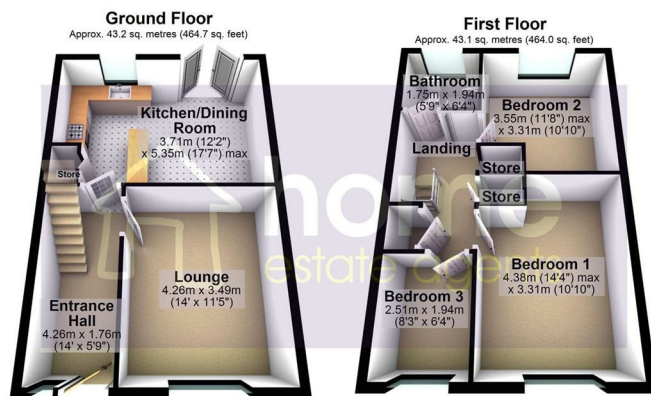 Ground Floor
Approx. 43.2 sq. metres (464.7 sq. feet)
Kitchen/Dining
Room
3.71m (12'2")
x 5.35m (17'7") max
Store
Lounge
4.26m x 3.49m
(14' x 11'5")
Entrance
Hall
4.26m x 1.76m
(14' x 5'9")
First Floor
Approx. 43.1 sq. metres (464.0 sq. feet)
Bathroom
1.75m x 1.94m
(5'9" x 6'4")
Bedroom 2
3.55m (11'8") max
x 3.31m (10'10")
Landing
Store
Store
Bedroom 1
4.38m (14'4") max
x 3.31m (10'10")
Bedroom 3
2.51m x 1.94m
(8'3" x 6'4")
home
estate agents